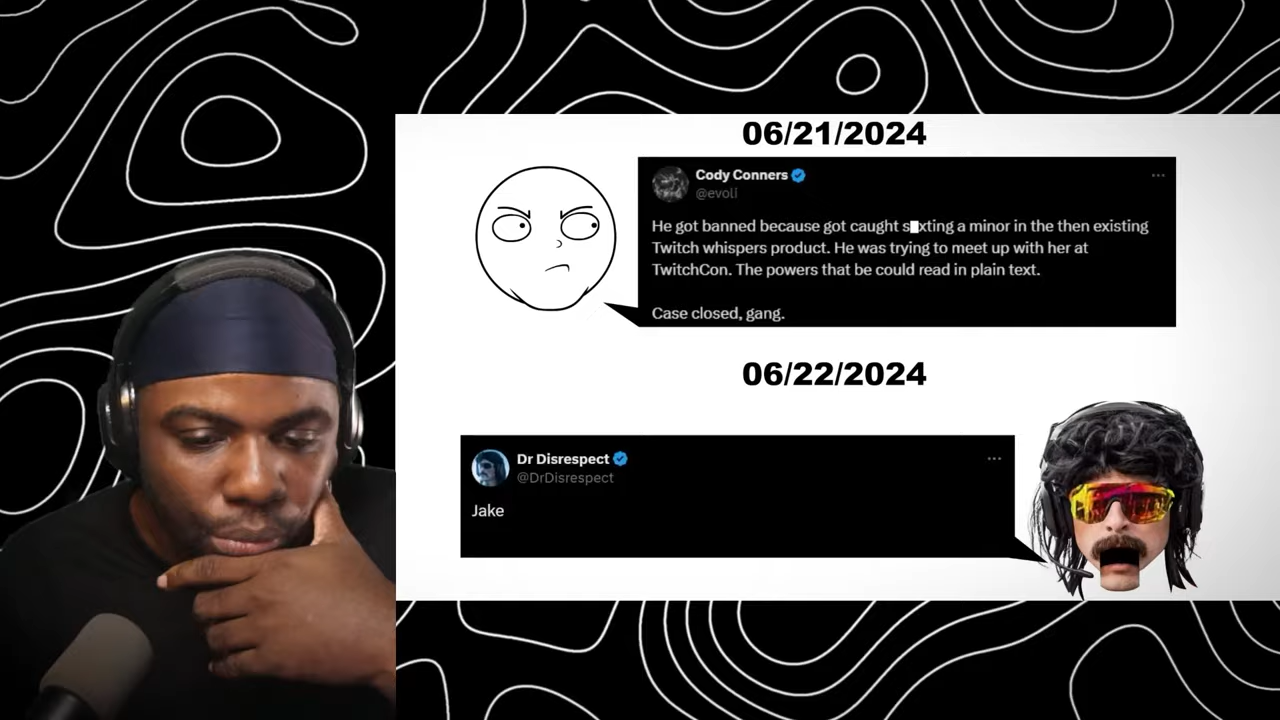 06/21/2024
Cody Conners
@evoli
He got banned because got caught s xting a minor in the then existing
Twitch whispers product. He was trying to meet up with her at
TwitchCon. The powers that be could read in plain text.
Case closed, gang.
06/22/2024
Dr Disrespect
@DrDisrespect
Jake